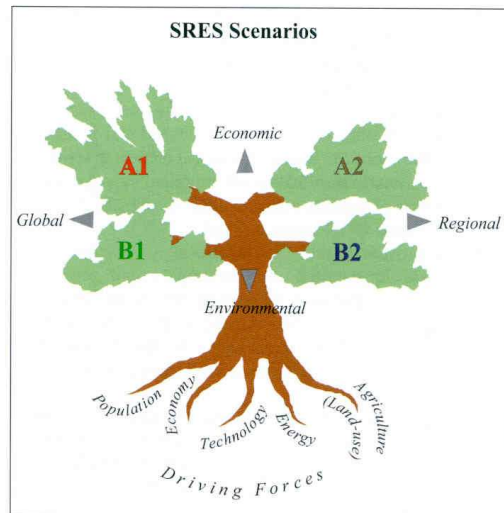 SRES Scenarios
Economic
A1
A2
Global
Regional
B1
B2
Environmental
Population
Economy
Technology
Energy
Agriculture
(Land-use)
Driving Forces